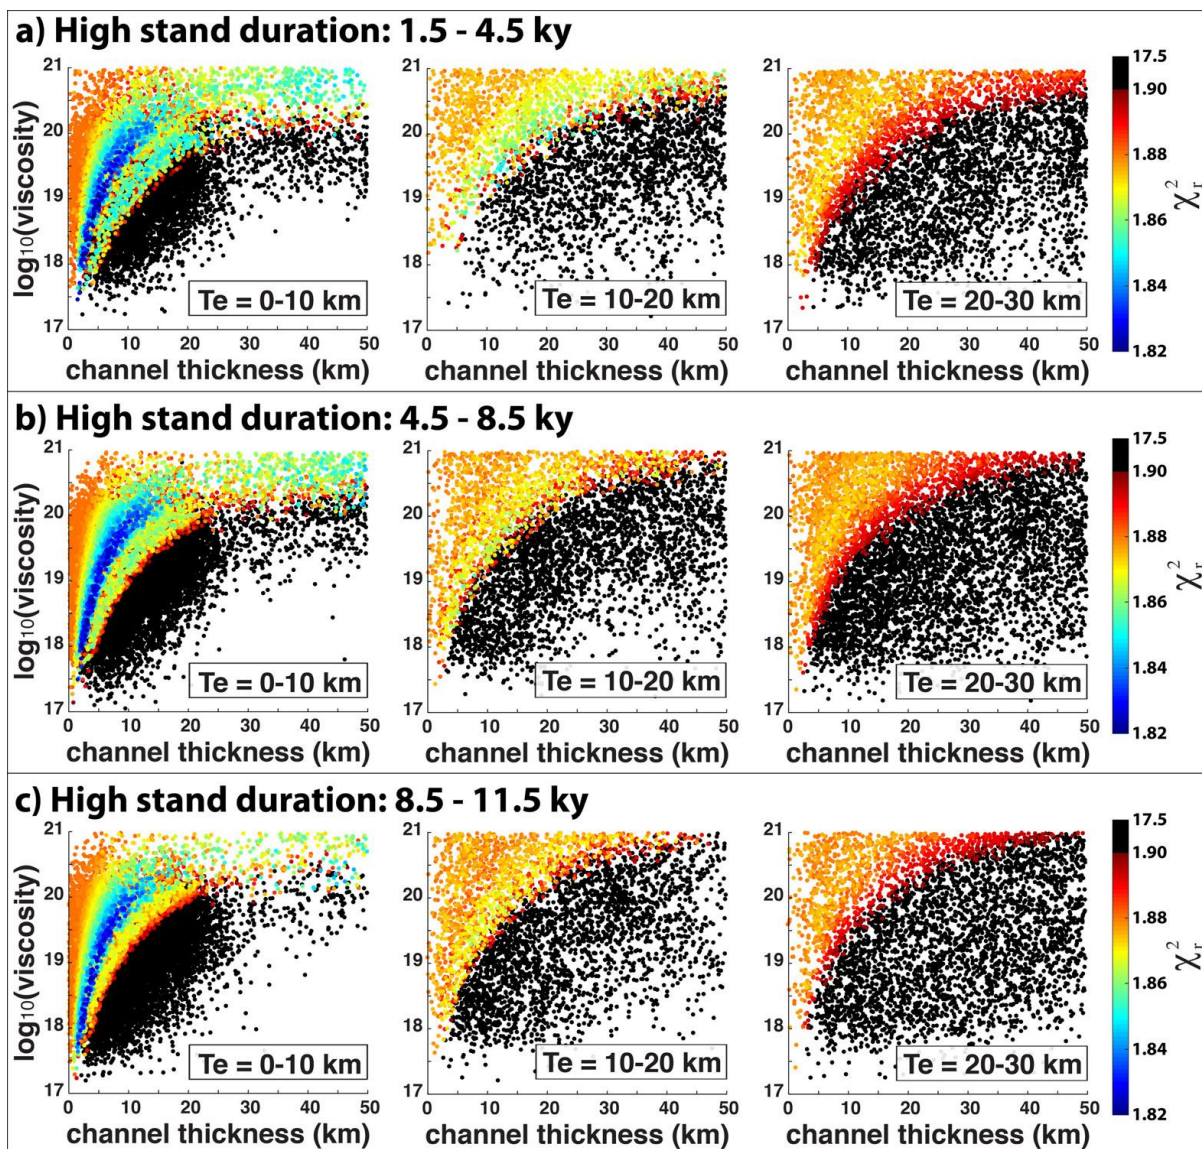 a) High stand duration: 1.5 - 4.5 ky
log10(viscosity)
21
20
19
18
17
0 10 20 30 40 50
channel thickness (km)
Te = 0-10 km
21
20
19
18
17
0 10 20 30 40 50
channel thickness (km)
Te = 10-20 km
21
20
19
18
17
0 10 20 30 40 50
channel thickness (km)
Te = 20-30 km
17.5
1.90
1.88
1.86
1.84
1.82
χ²r
b) High stand duration: 4.5 - 8.5 ky
log10(viscosity)
21
20
19
18
17
0 10 20 30 40 50
channel thickness (km)
Te = 0-10 km
21
20
19
18
17
0 10 20 30 40 50
channel thickness (km)
Te = 10-20 km
21
20
19
18
17
0 10 20 30 40 50
channel thickness (km)
Te = 20-30 km
17.5
1.90
1.88
1.86
1.84
1.82
χ²r
c) High stand duration: 8.5 - 11.5 ky
log10(viscosity)
21
20
19
18
17
0 10 20 30 40 50
channel thickness (km)
Te = 0-10 km
21
20
19
18
17
0 10 20 30 40 50
channel thickness (km)
Te = 10-20 km
21
20
19
18
17
0 10 20 30 40 50
channel thickness (km)
Te = 20-30 km
17.5
1.90
1.88
1.86
1.84
1.82
χ²r